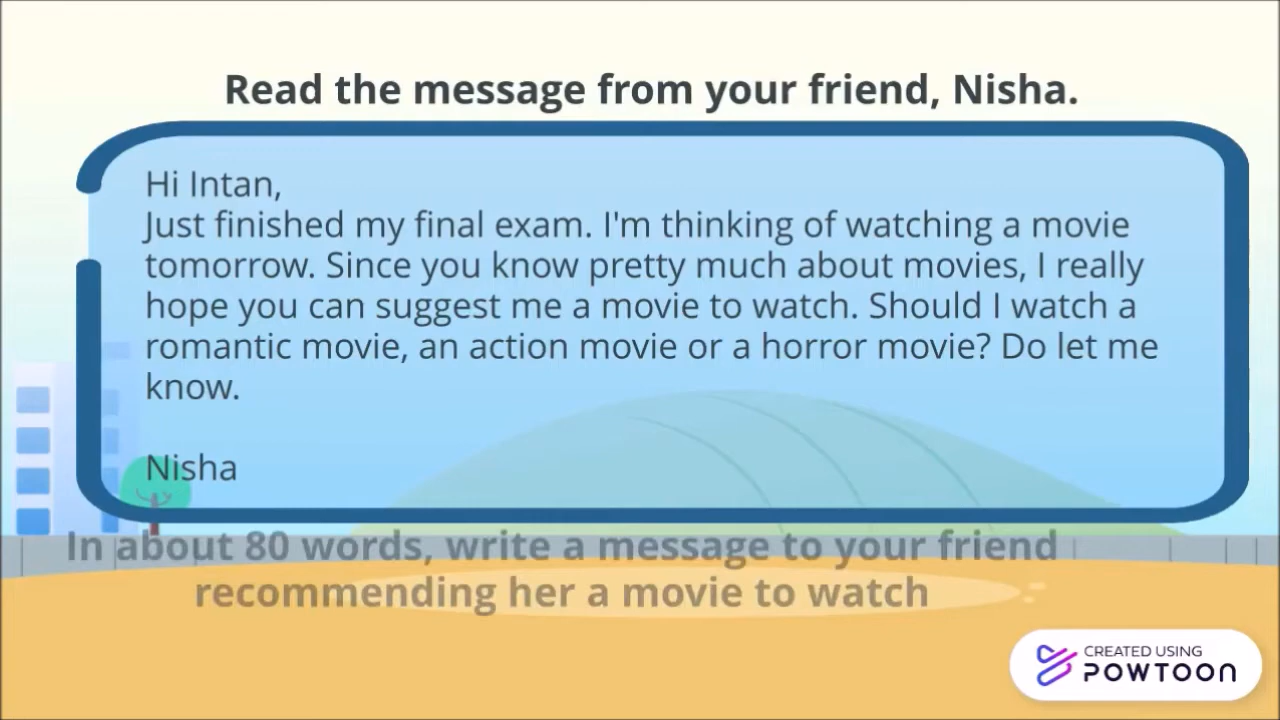 Read the message from your friend, Nisha.
Hi Intan,
Just finished my final exam. I'm thinking of watching a movie
tomorrow. Since you know pretty much about movies, I really
hope you can suggest me a movie to watch. Should I watch a
romantic movie, an action movie or a horror movie? Do let me
know.
Nisha
In about 80 words, write a message to your friend
recommending her a movie to watch
CREATED USING
POWTOON